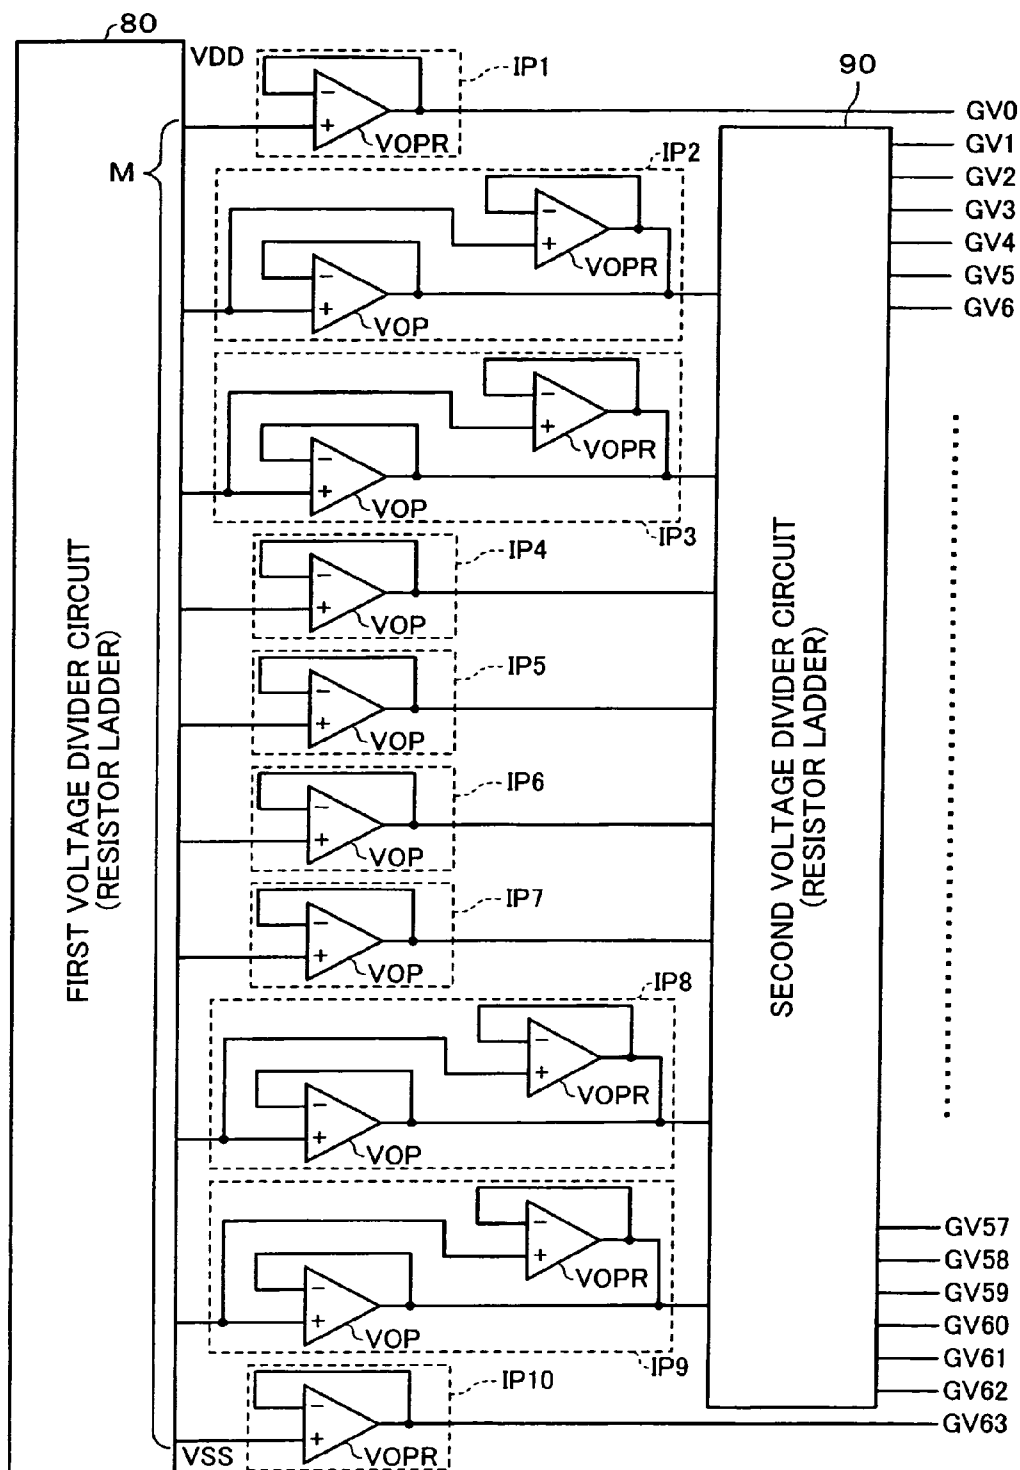 80
VDD
IP1
90
−
+
VOPR
GV0
M
IP2
GV1
GV2
GV3
GV4
GV5
GV6
−
+
VOPR
−
+
VOP
−
+
VOPR
−
+
VOP
IP3
IP4
−
+
VOP
IP5
−
+
VOP
IP6
−
+
VOP
IP7
−
+
VOP
FIRST VOLTAGE DIVIDER CIRCUIT
(RESISTOR LADDER)
SECOND VOLTAGE DIVIDER CIRCUIT
(RESISTOR LADDER)
IP8
−
+
VOPR
−
+
VOP
−
+
VOPR
−
+
VOP
IP9
GV57
GV58
GV59
GV60
GV61
GV62
GV63
IP10
−
+
VOPR
VSS